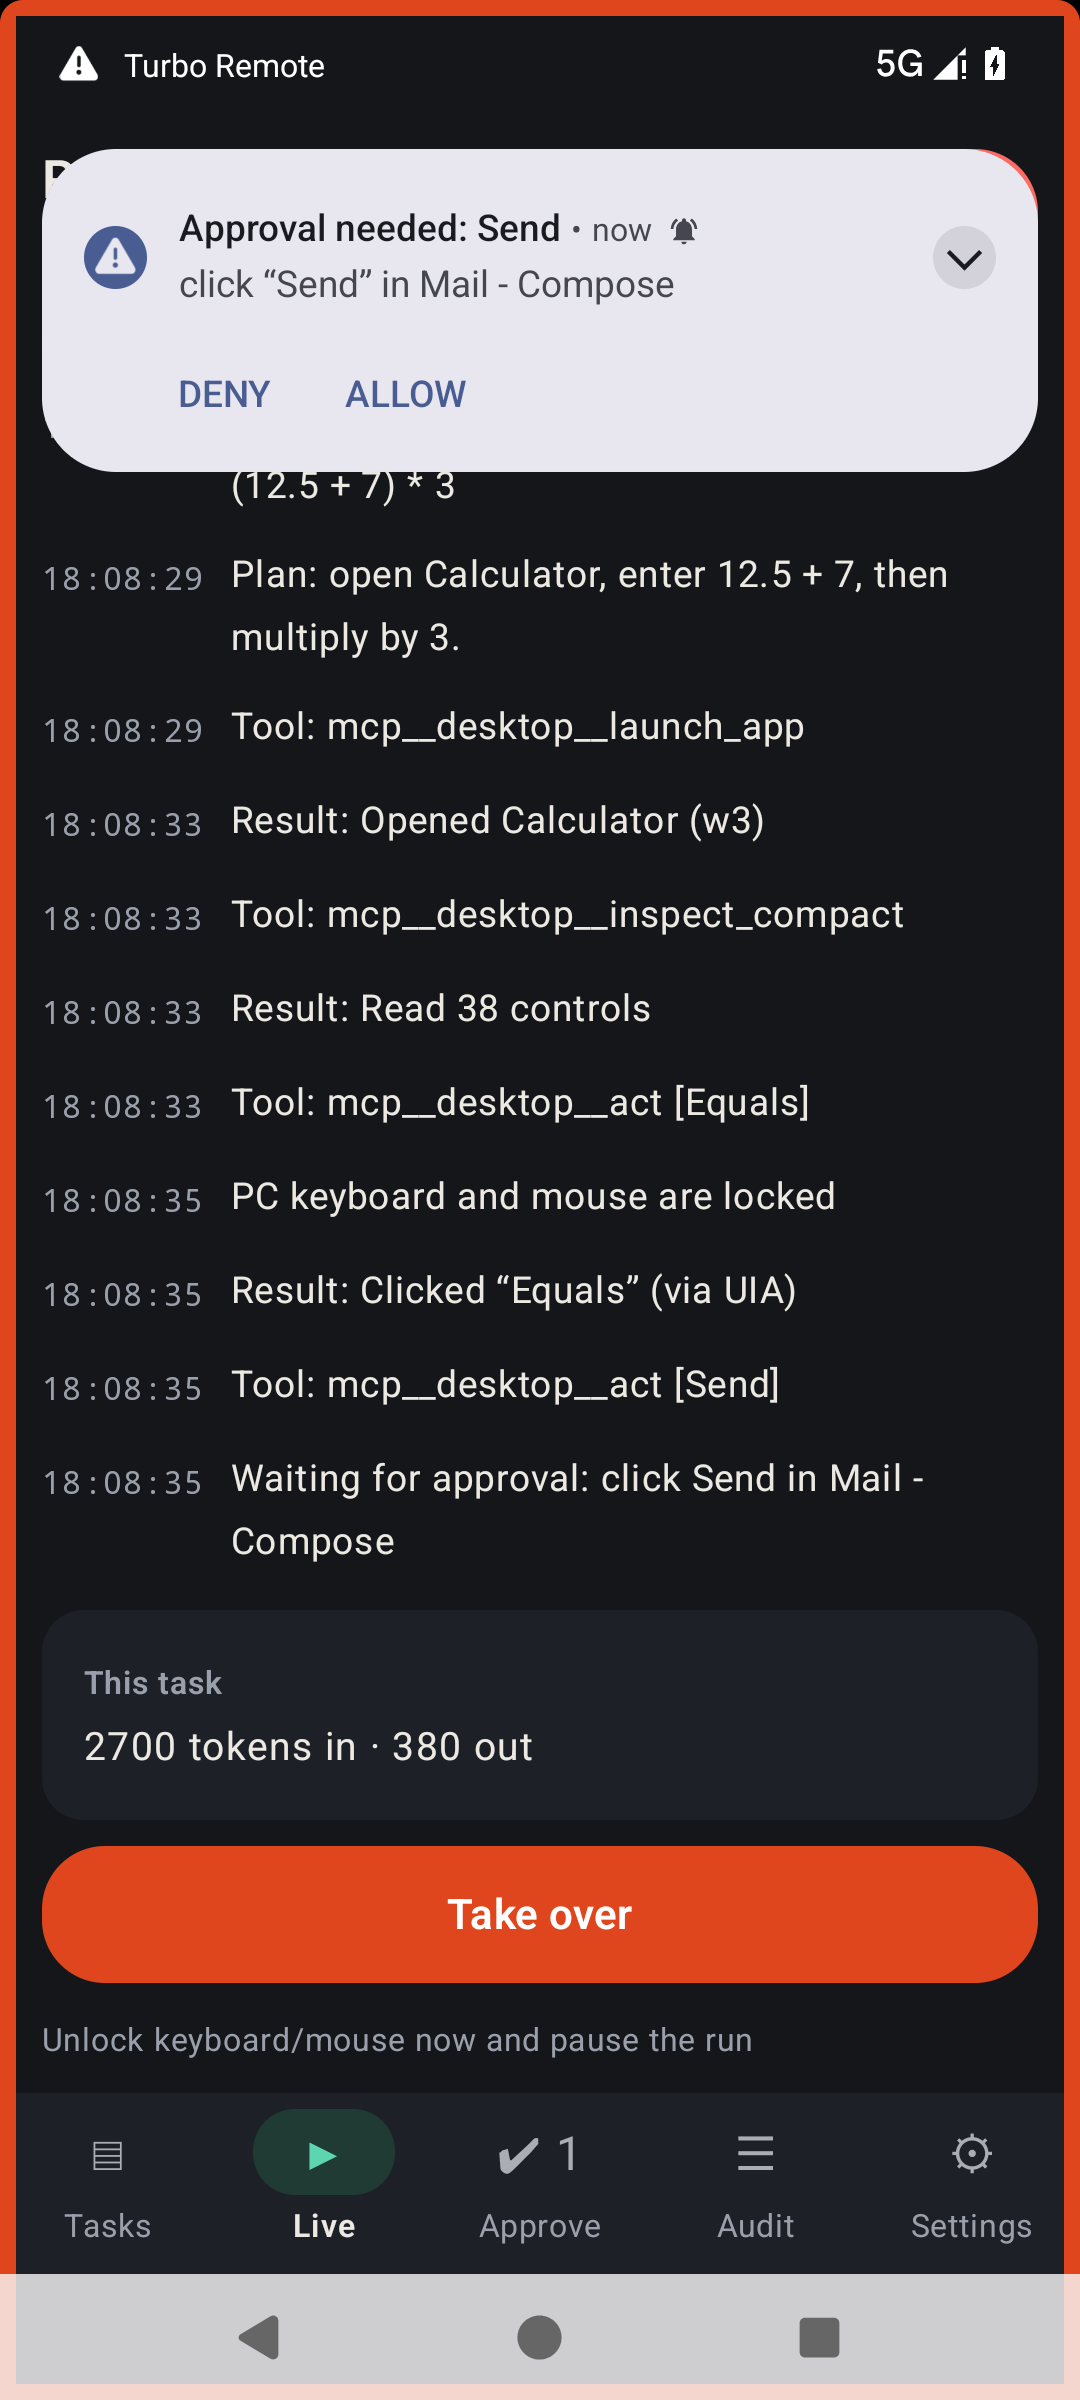 Turbo Remote
5G
Approval needed: Send • now
click “Send” in Mail - Compose
DENY ALLOW
(12.5 + 7) * 3
18:08:29 Plan: open Calculator, enter 12.5 + 7, then
multiply by 3.
18:08:29 Tool: mcp__desktop__launch_app
18:08:33 Result: Opened Calculator (w3)
18:08:33 Tool: mcp__desktop__inspect_compact
18:08:33 Result: Read 38 controls
18:08:33 Tool: mcp__desktop__act [Equals]
18:08:35 PC keyboard and mouse are locked
18:08:35 Result: Clicked “Equals” (via UIA)
18:08:35 Tool: mcp__desktop__act [Send]
18:08:35 Waiting for approval: click Send in Mail -
Compose
This task
2700 tokens in · 380 out
Take over
Unlock keyboard/mouse now and pause the run
1
Tasks Live Approve Audit Settings